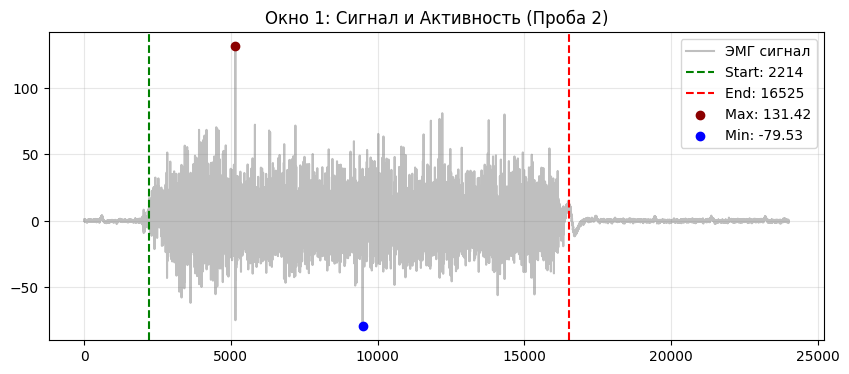 Окно 1: Сигнал и Активность (Проба 2)
ЭМГ сигнал
Start: 2214
End: 16525
Max: 131.42
Min: -79.53
100
50
0
−50
0
5000
10000
15000
20000
25000